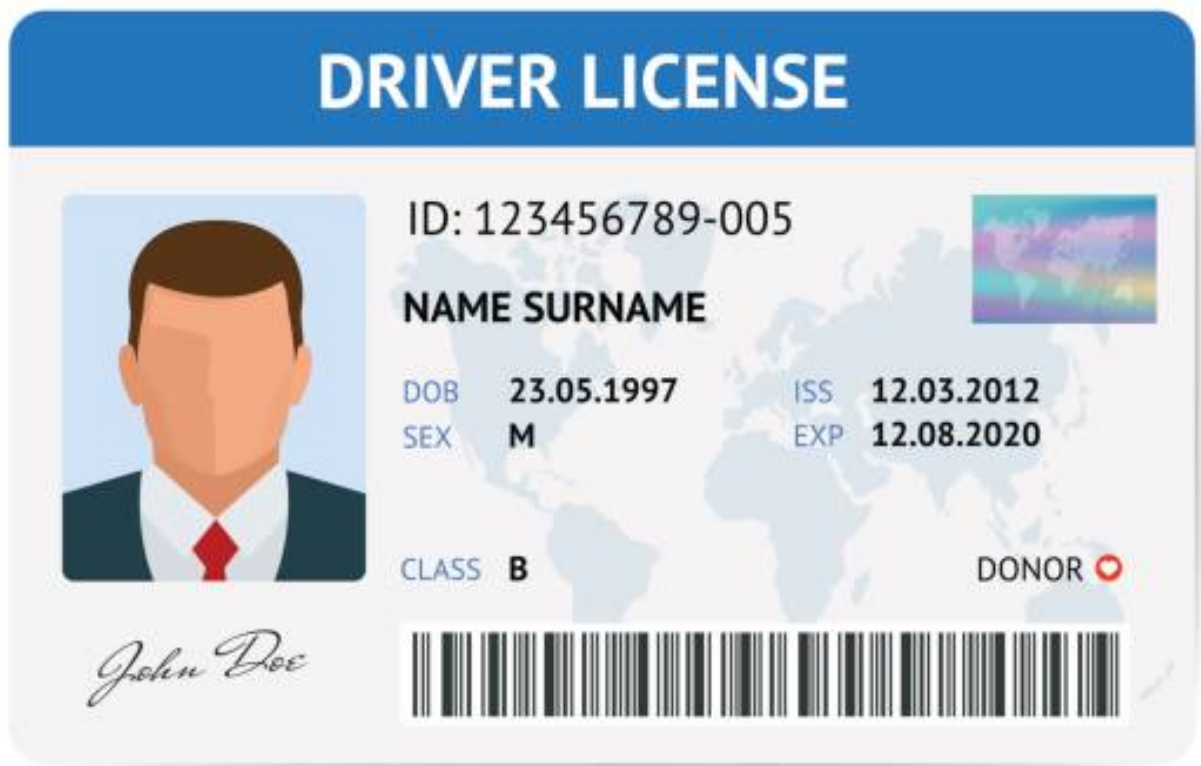 DRIVER LICENSE
ID: 123456789-005
NAME SURNAME
DOB 23.05.1997 ISS 12.03.2012
SEX M EXP 12.08.2020
CLASS B DONOR
John Doe